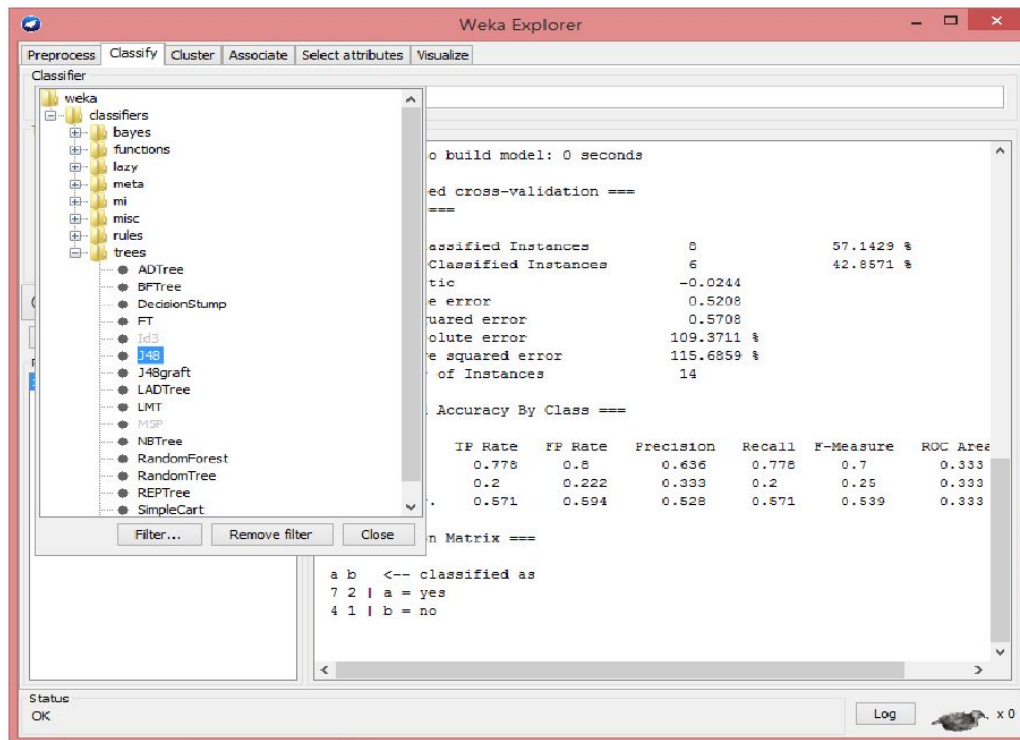 Weka Explorer
Preprocess Classify Cluster Associate Select attributes Visualize
Classifier
weka
classifiers
bayes
functions
lazy
meta
mi
misc
rules
trees
ADTree
BFTree
DecisionStump
FT
Id3
J48
J48graft
LADTree
LMT
M5P
NBTree
RandomForest
RandomTree
REPTree
SimpleCart
Filter... Remove filter Close
o build model: 0 seconds
ed cross-validation ===
===
assified Instances 8 57.1429 %
Classified Instances 6 42.8571 %
tic -0.0244
e error 0.5208
uared error 0.5708
olute error 109.3711 %
ve squared error 115.6859 %
of Instances 14
Accuracy By Class ===
TP Rate FP Rate Precision Recall F-Measure ROC Area
0.778 0.8 0.636 0.778 0.7 0.333
0.2 0.222 0.333 0.2 0.25 0.333
. 0.571 0.594 0.528 0.571 0.539 0.333
n Matrix ===
a b <-- classified as
7 2 | a = yes
4 1 | b = no
Status
OK
Log
x 0